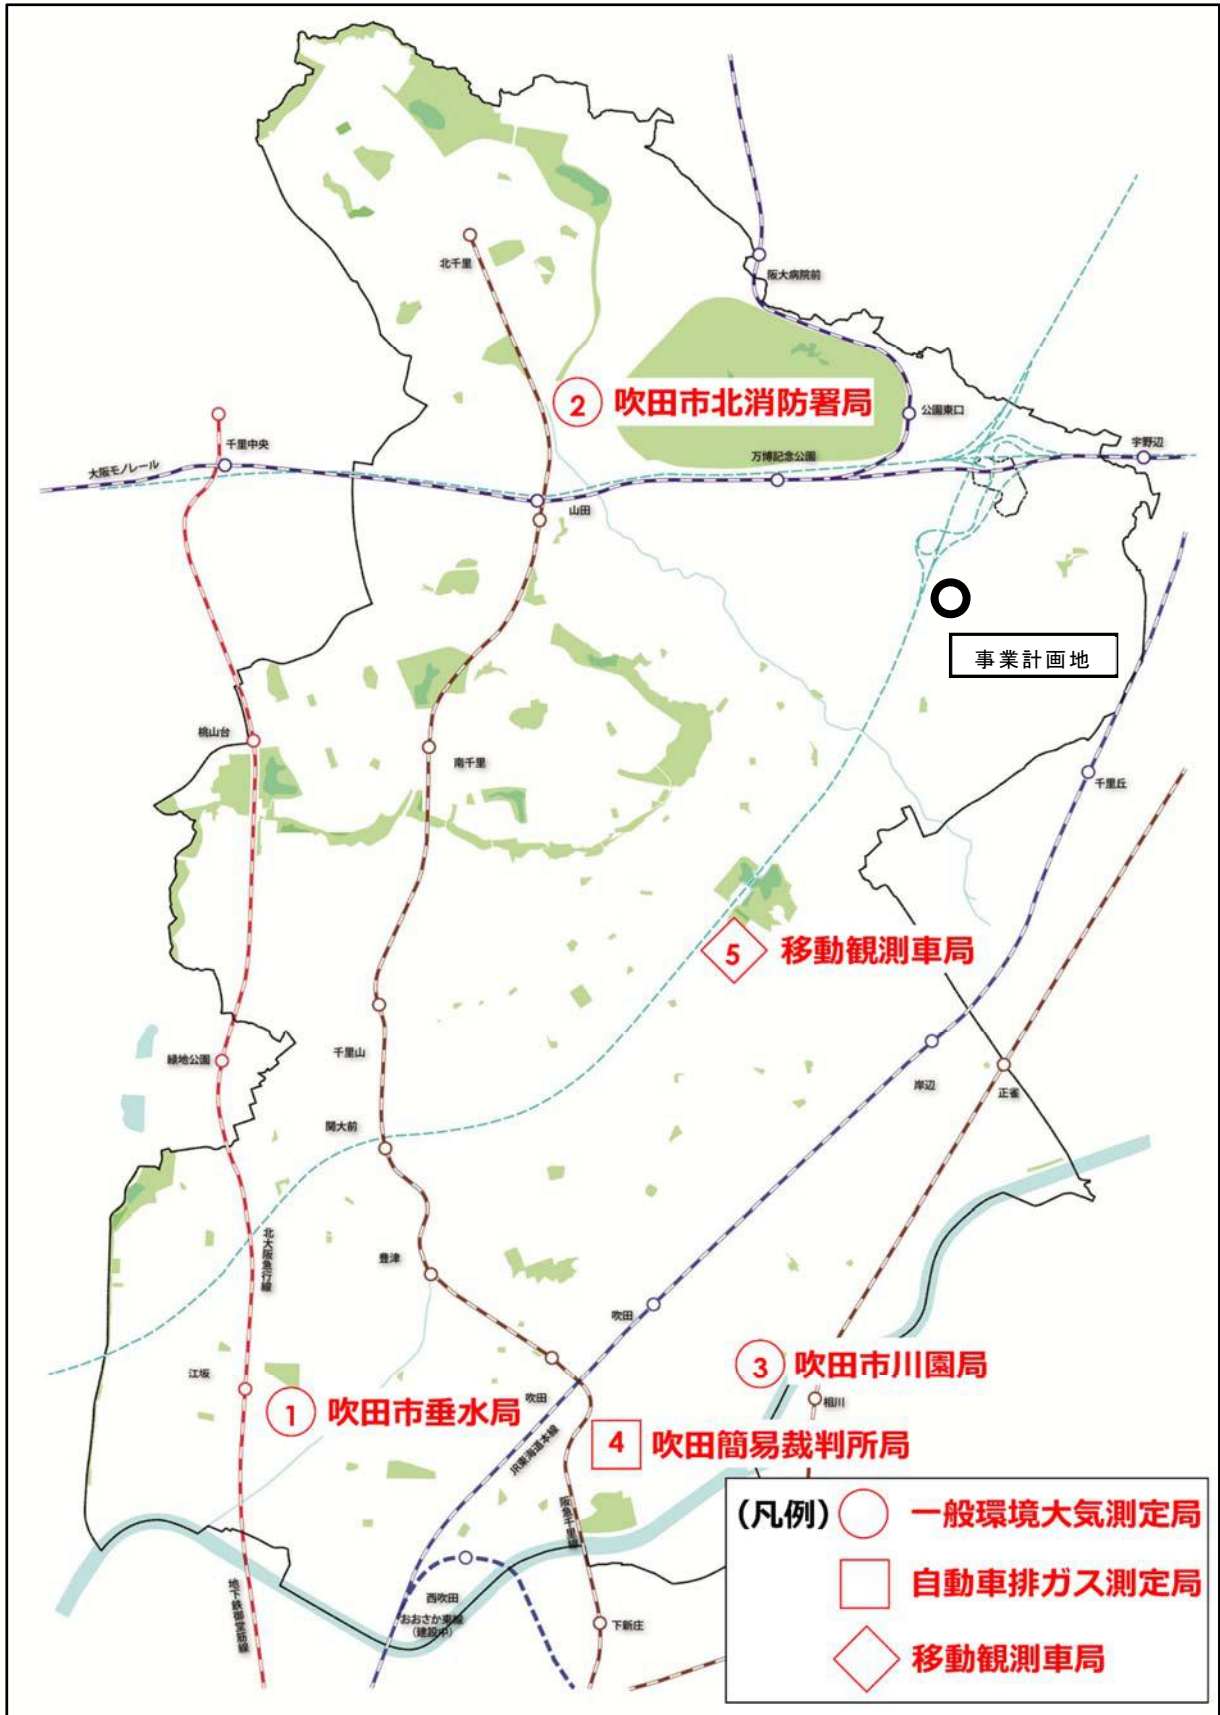 北千里
阪大病院前
② 吹田市北消防署局
公園東口
千里中央
宇野辺
大阪モノレール
万博記念公園
山田
事業計画地
桃山台
南千里
千里丘
5 移動観測車局
千里山
緑地公園
岸辺
正雀
関大前
北大阪急行線
豊津
吹田
江坂
③ 吹田市川園局
① 吹田市垂水局
吹田
相川
4 吹田簡易裁判所局
JR東海道本線
阪急千里線
(凡例) 一般環境大気測定局
自動車排ガス測定局
移動観測車局
地下鉄御堂筋線
西吹田
おおさか東線
(建設中)
下新庄